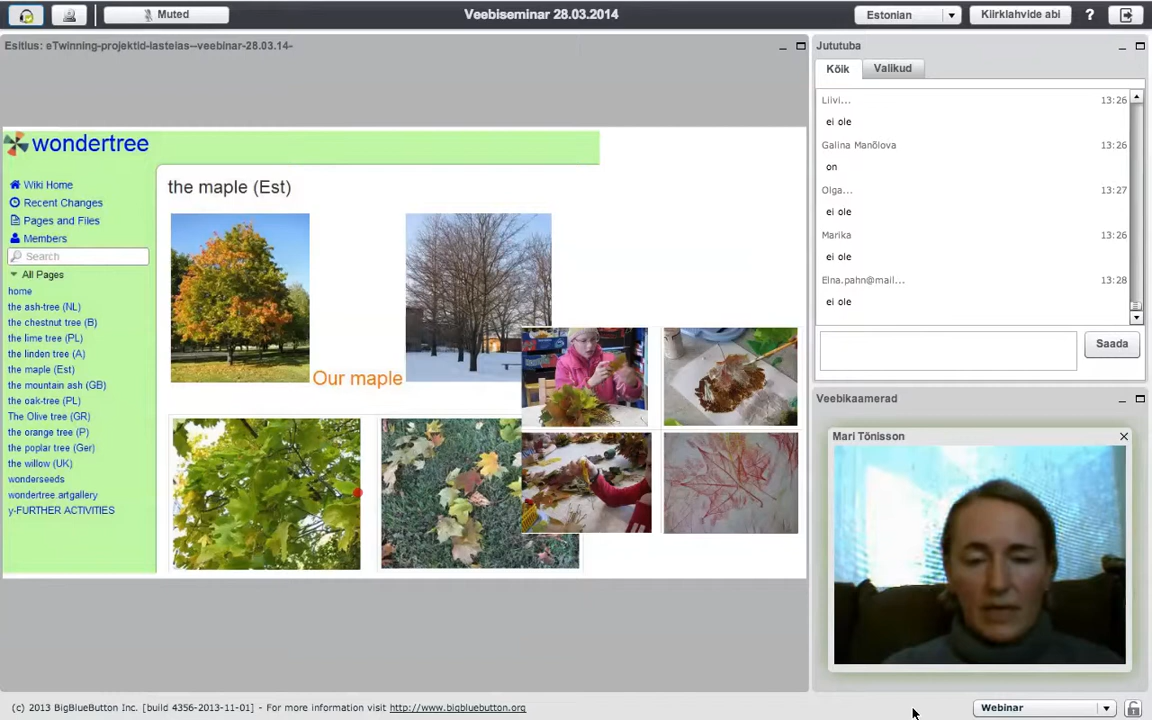 Muted
Veebiseminar 28.03.2014
Estonian
Kiirklahvide abi
?
Esitlus: eTwinning-projektid-lasteias--veebinar-28.03.14-
wondertree
Wiki Home
Recent Changes
Pages and Files
Members
Search
All Pages
home
the ash-tree (NL)
the chestnut tree (B)
the lime tree (PL)
the linden tree (A)
the maple (Est)
the mountain ash (GB)
the oak-tree (PL)
The Olive tree (GR)
the orange tree (P)
the poplar tree (Ger)
the willow (UK)
wonderseeds
wondertree artgallery
y-FURTHER ACTIVITIES
the maple (Est)
Our maple
Jututuba
Kõik
Valikud
Liivi... 13:26
ei ole
Galina Manõlova 13:26
on
Olga... 13:27
ei ole
Marika 13:26
ei ole
Elna.pahn@mail... 13:28
ei ole
Saada
Veebikaamerad
Mari Tõnisson
(c) 2013 BigBlueButton Inc. [build 4356-2013-11-01] - For more information visit http://www.bigbluebutton.org
Webinar